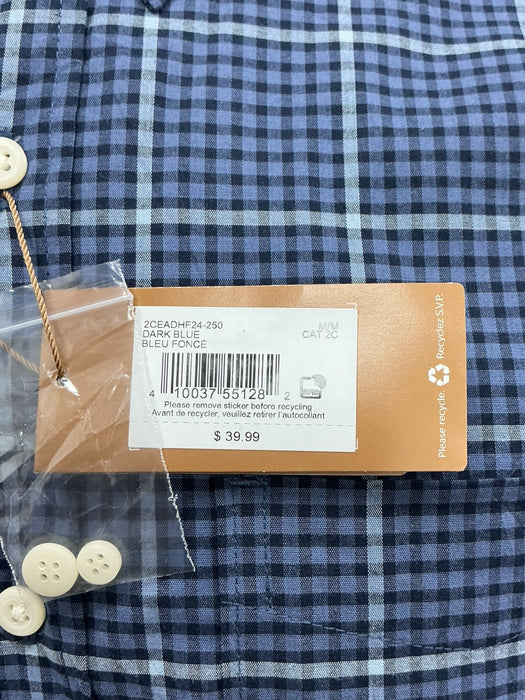 2CEADHF24-250
DARK BLUE
BLEU FONCÉ
M/M
CAT 2C
4 10037 55128 2
Please remove sticker before recycling
Avant de recycler, veuillez retirer l'autocollant
$ 39.99
Please recycle. Recyclez S.V.P.